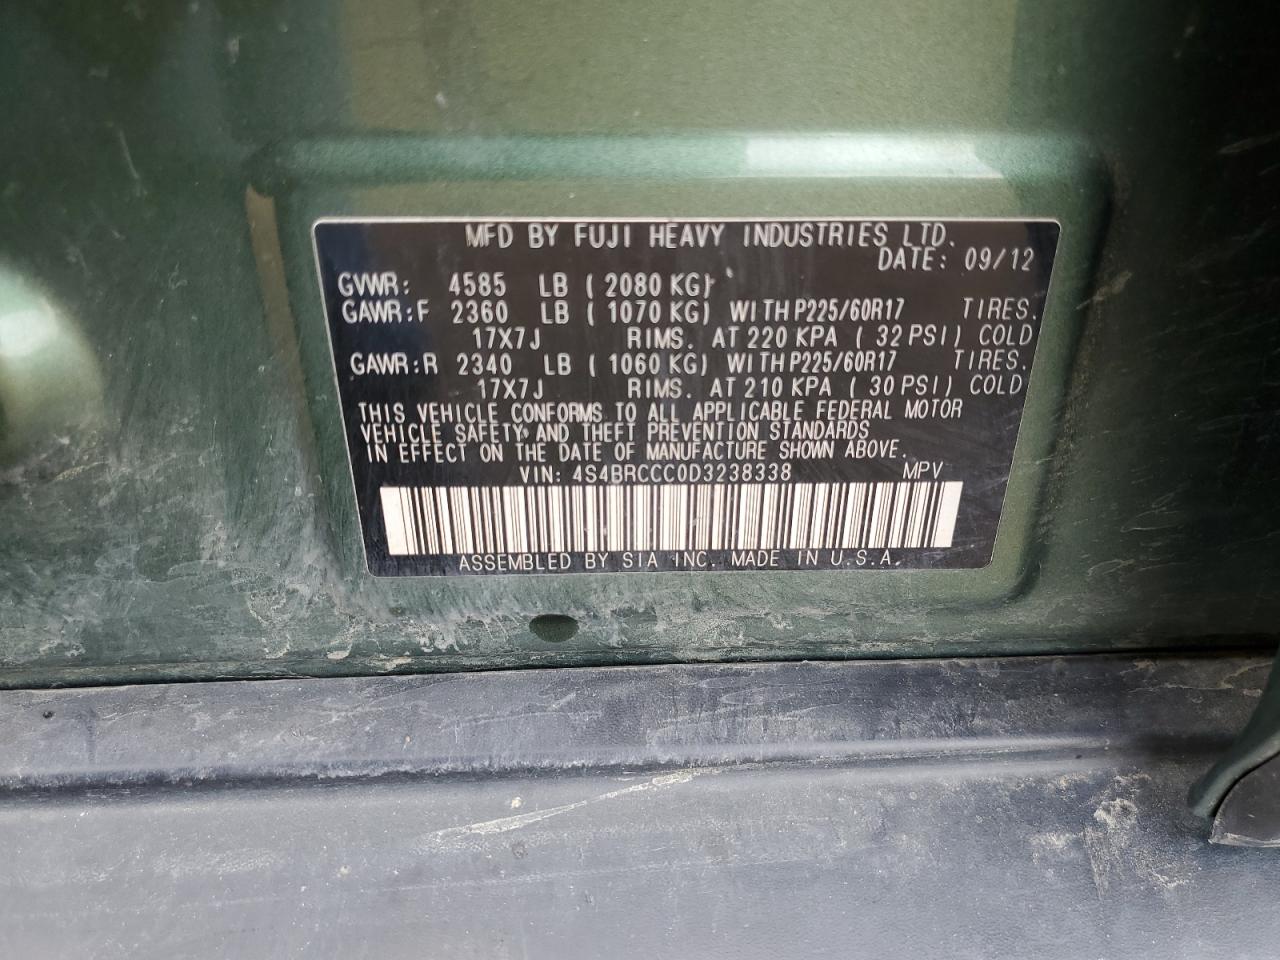 MFD BY FUJI HEAVY INDUSTRIES LTD.
DATE: 09/12
GVWR: 4585 LB ( 2080 KG)
GAWR:F 2360 LB ( 1070 KG) WITH P225/60R17 TIRES.
17X7J RIMS. AT 220 KPA ( 32 PSI) COLD
GAWR:R 2340 LB ( 1060 KG) WITH P225/60R17 TIRES.
17X7J RIMS. AT 210 KPA ( 30 PSI) COLD
THIS VEHICLE CONFORMS TO ALL APPLICABLE FEDERAL MOTOR
VEHICLE SAFETY AND THEFT PREVENTION STANDARDS
IN EFFECT ON THE DATE OF MANUFACTURE SHOWN ABOVE.
VIN: 4S4BRCCC0D3238338 MPV
ASSEMBLED BY SIA INC. MADE IN U.S.A.